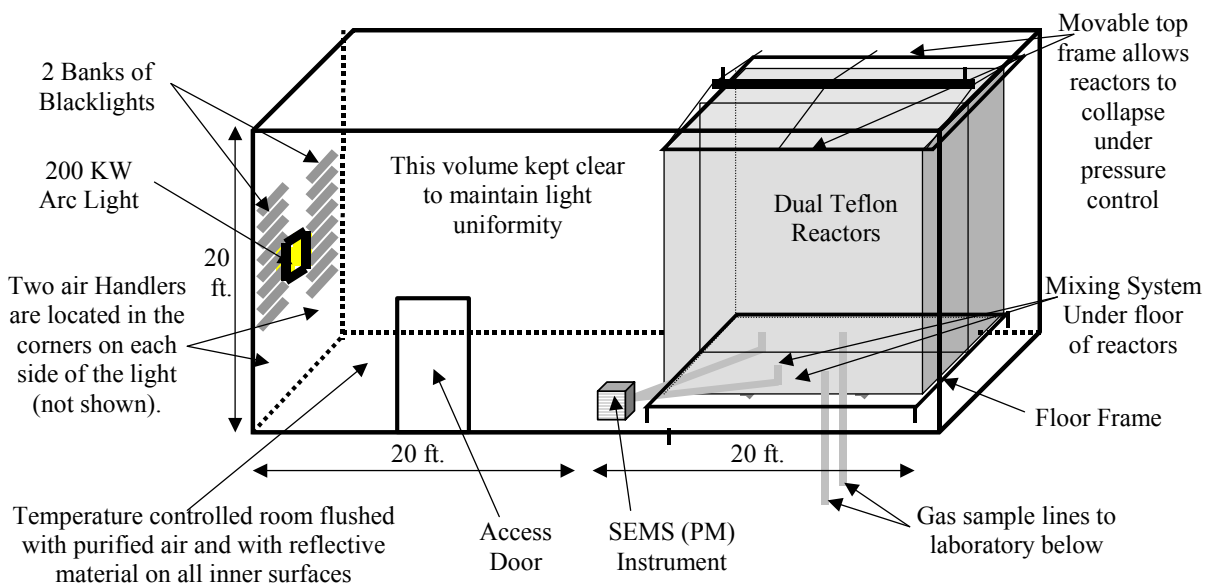 2 Banks of
Blacklights
200 KW
Arc Light
Two air Handlers
are located in the
corners on each
side of the light
(not shown).
20
ft.
This volume kept clear
to maintain light
uniformity
Dual Teflon
Reactors
Movable top
frame allows
reactors to
collapse
under
pressure
control
Mixing System
Under floor
of reactors
Floor Frame
20 ft.
20 ft.
Temperature controlled room flushed
with purified air and with reflective
material on all inner surfaces
Access
Door
SEMS (PM)
Instrument
Gas sample lines to
laboratory below